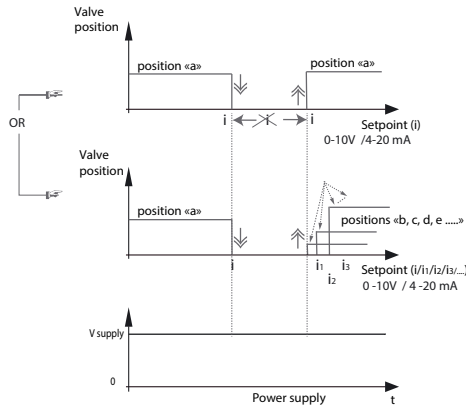 Valve
position
position «a»
position «a»
i
i
i
OR
Setpoint (i)
0-10V /4-20 mA
Valve
position
position «a»
positions «b, c, d, e .....»
i
i1
i2
i3
Setpoint (i/i1/i2/i3/...)
0 -10V / 4 -20 mA
V supply
0
Power supply
t